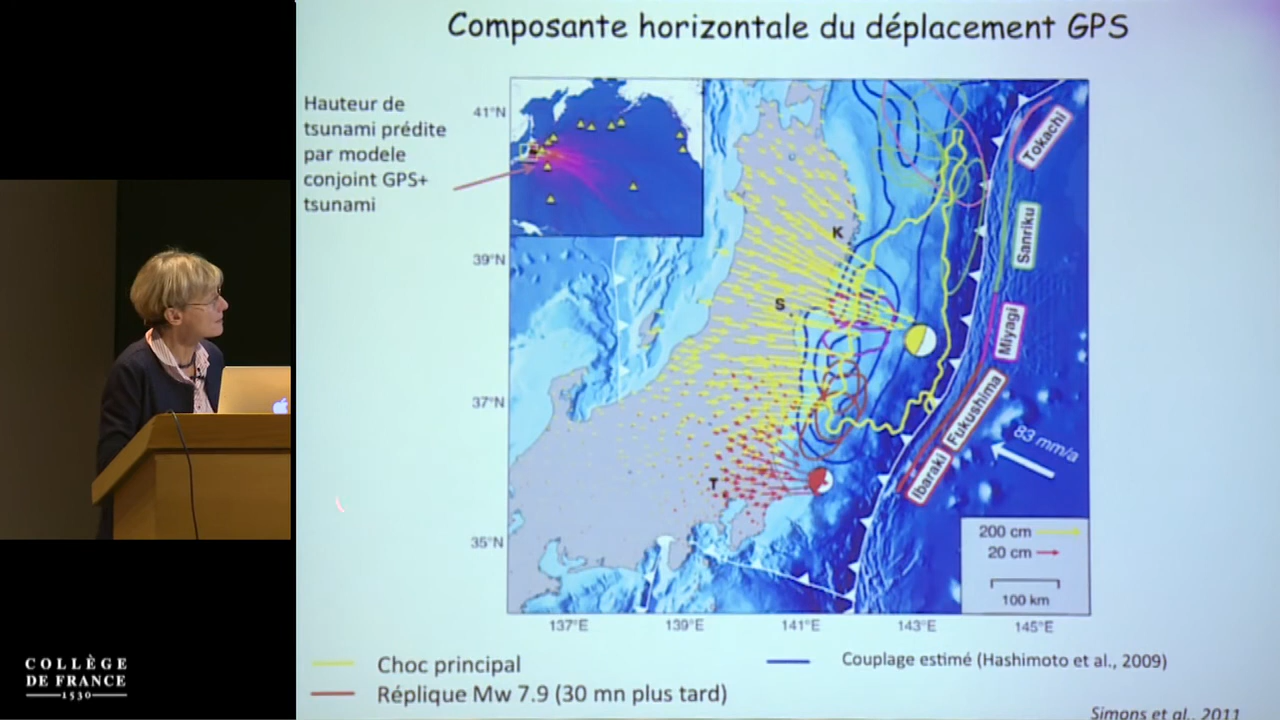 Composante horizontale du déplacement GPS
Hauteur de
tsunami prédite
par modele
conjoint GPS+
tsunami
41°N
39°N
37°N
35°N
137°E
139°E
141°E
143°E
145°E
K
S
T
Tokachi
Sanriku
Miyagi
Fukushima
Ibaraki
83 mm/a
200 cm
20 cm
100 km
Choc principal
Réplique Mw 7.9 (30 mn plus tard)
Couplage estimé (Hashimoto et al., 2009)
Simons et al., 2011
COLLÈGE
DE FRANCE
1530